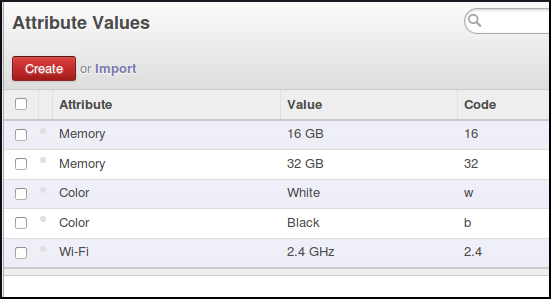 Attribute Values
Create or Import
Attribute Value Code
Memory 16 GB 16
Memory 32 GB 32
Color White w
Color Black b
Wi-Fi 2.4 GHz 2.4